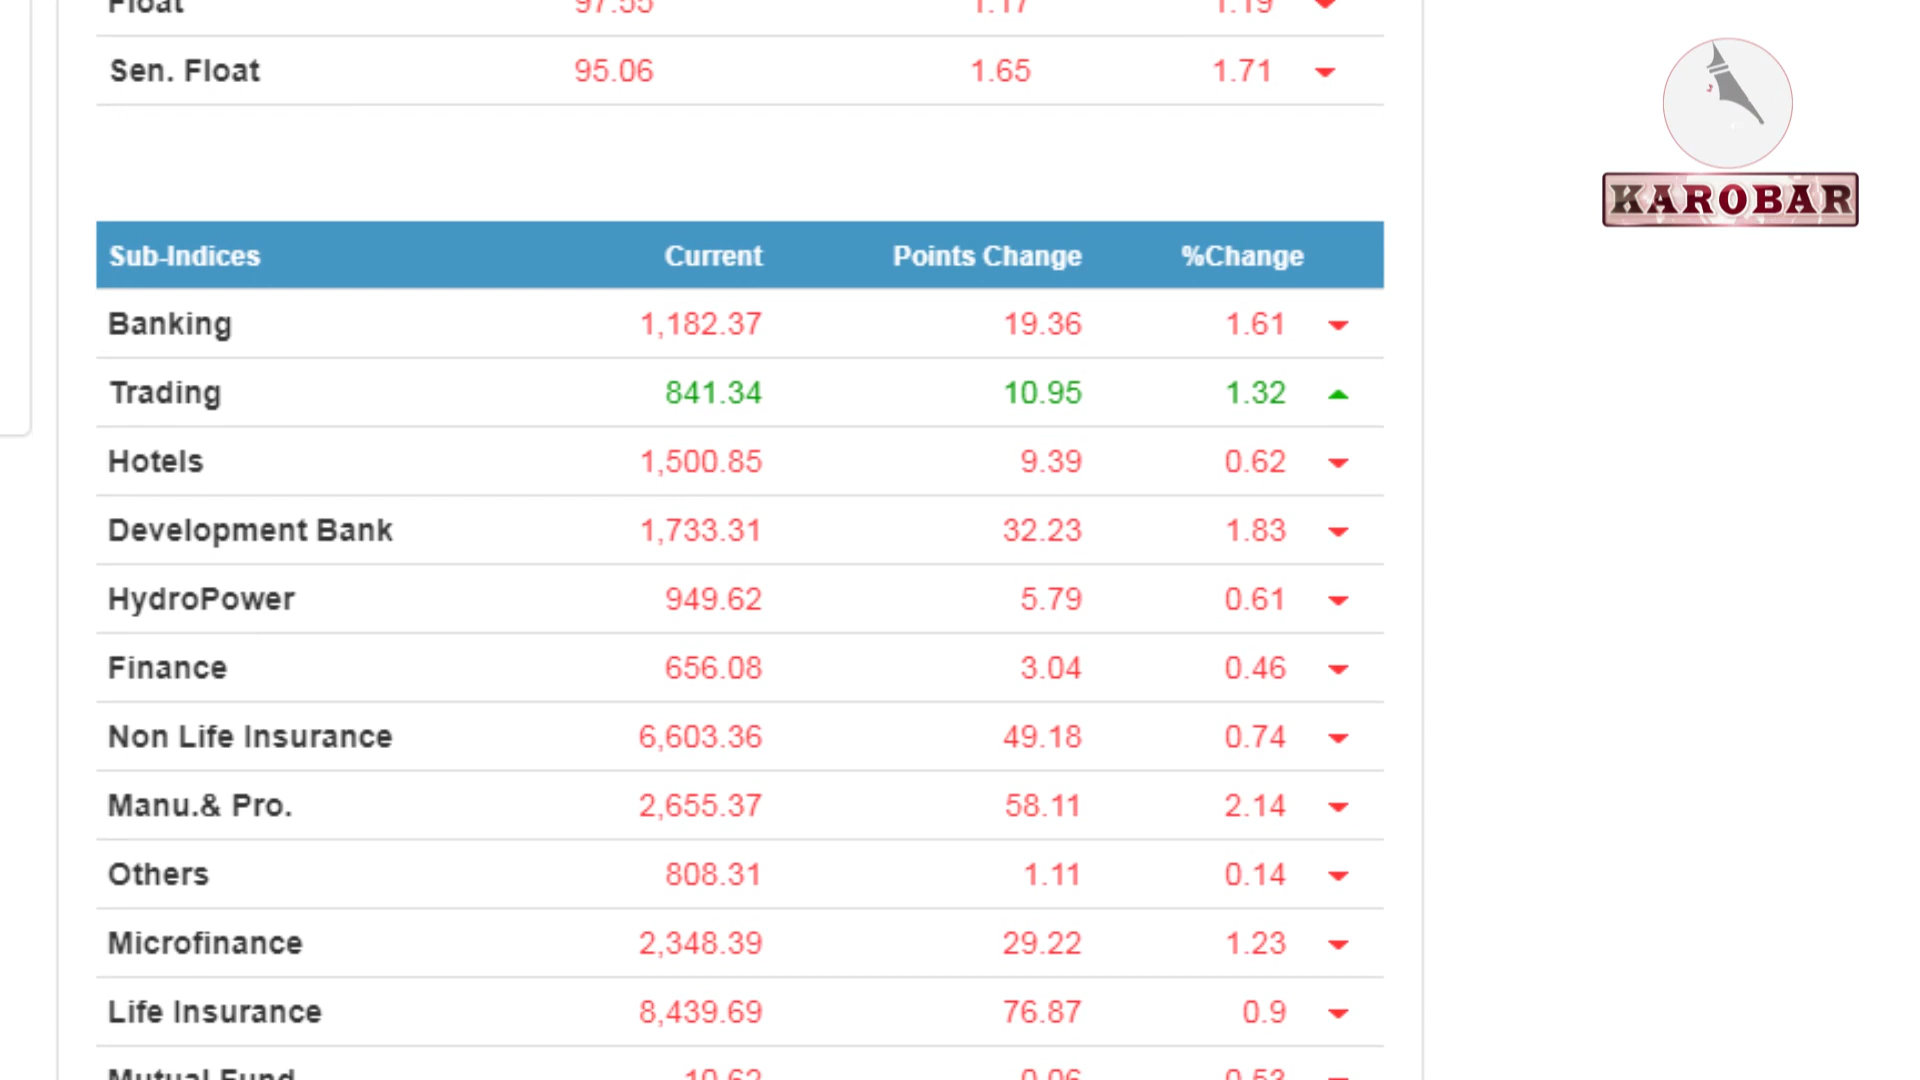 Float 97.55 1.17 1.19
Sen. Float 95.06 1.65 1.71
KAROBAR
Sub-Indices Current Points Change %Change
Banking 1,182.37 19.36 1.61
Trading 841.34 10.95 1.32
Hotels 1,500.85 9.39 0.62
Development Bank 1,733.31 32.23 1.83
HydroPower 949.62 5.79 0.61
Finance 656.08 3.04 0.46
Non Life Insurance 6,603.36 49.18 0.74
Manu.& Pro. 2,655.37 58.11 2.14
Others 808.31 1.11 0.14
Microfinance 2,348.39 29.22 1.23
Life Insurance 8,439.69 76.87 0.9
Mutual Fund 10.62 0.06 0.53